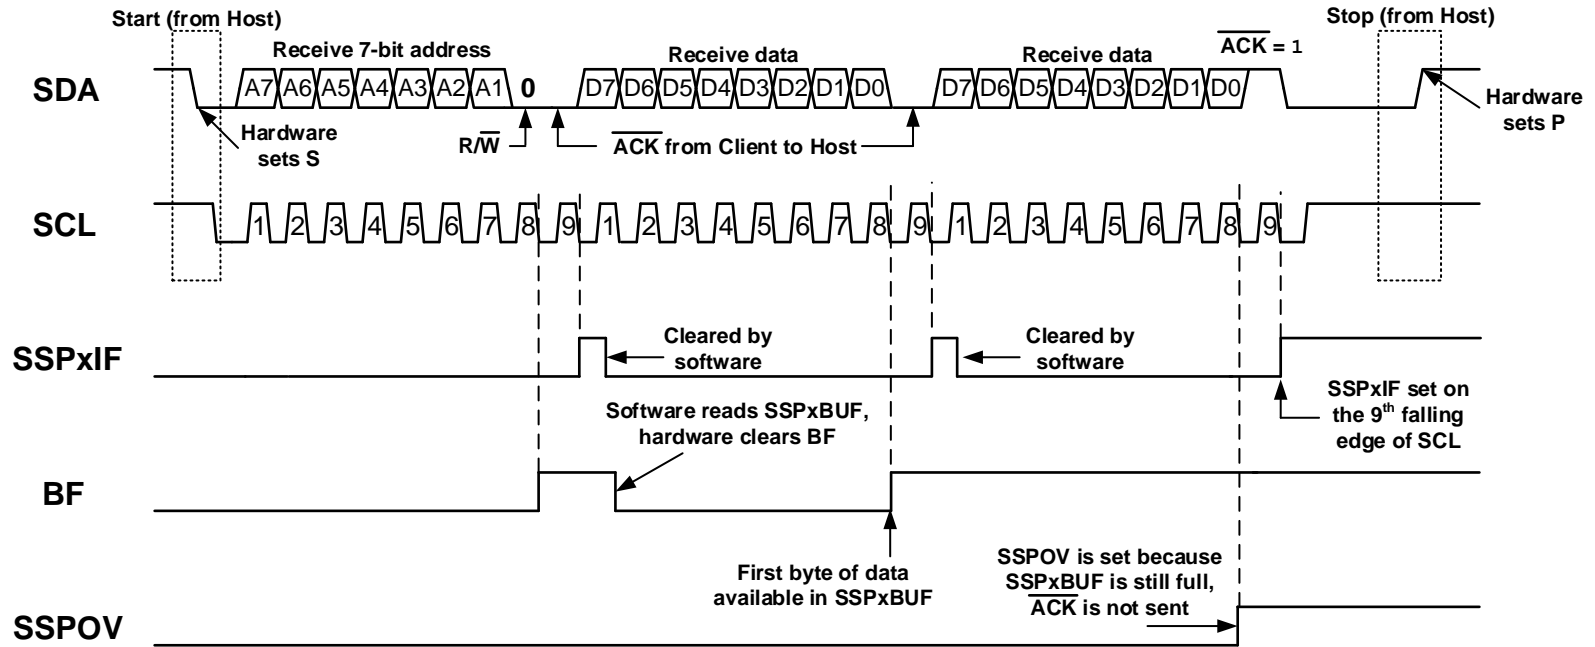 Start (from Host)
Stop (from Host)
Receive 7-bit address
Receive data
Receive data
ACK = 1
SDA
A7 A6 A5 A4 A3 A2 A1 0 D7 D6 D5 D4 D3 D2 D1 D0 D7 D6 D5 D4 D3 D2 D1 D0
Hardware
sets S
R/W
ACK from Client to Host
Hardware
sets P
SCL
1 2 3 4 5 6 7 8 9 1 2 3 4 5 6 7 8 9 1 2 3 4 5 6 7 8 9
SSPxIF
Cleared by
software
Cleared by
software
SSPxIF set on
the 9th falling
edge of SCL
Software reads SSPxBUF,
hardware clears BF
BF
First byte of data
available in SSPxBUF
SSPOV is set because
SSPxBUF is still full,
ACK is not sent
SSPOV